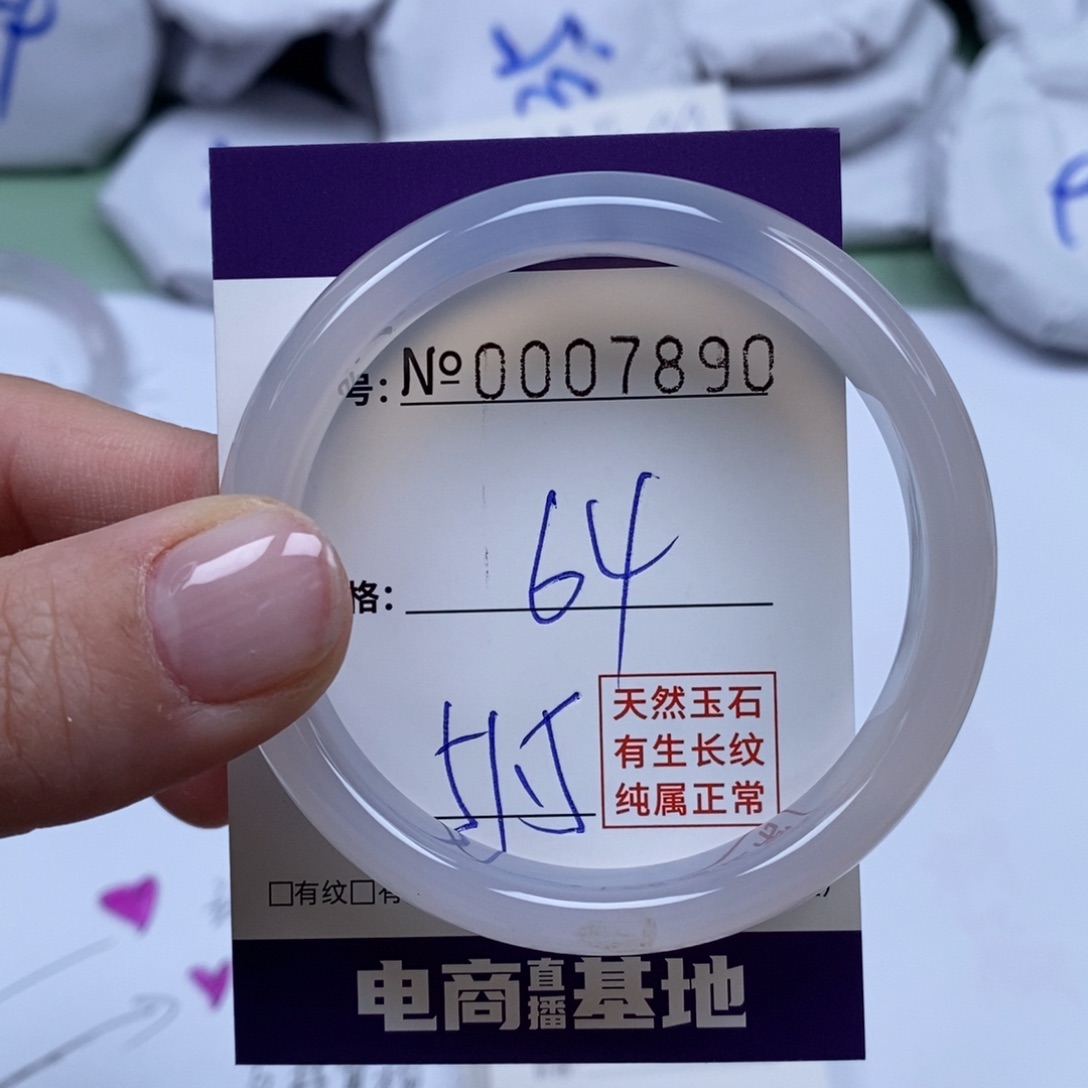 号: №0007890
格: 64
天然玉石
有生长纹
纯属正常
□有纹□有
电商直播基地